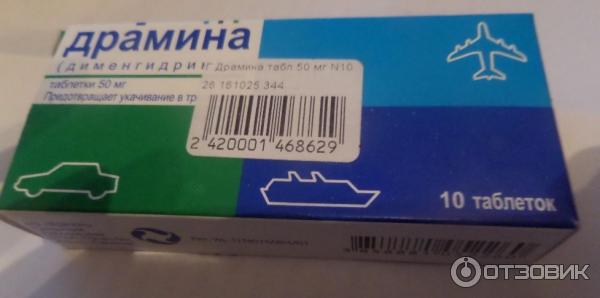 драмина
(дименгидрин
Драмина табл 50 мг N10
таблетки 50 мг
26 161025 344
Предотвращает укачивание в тр
2 420001 468629
10 таблеток
ОТЗОВИК